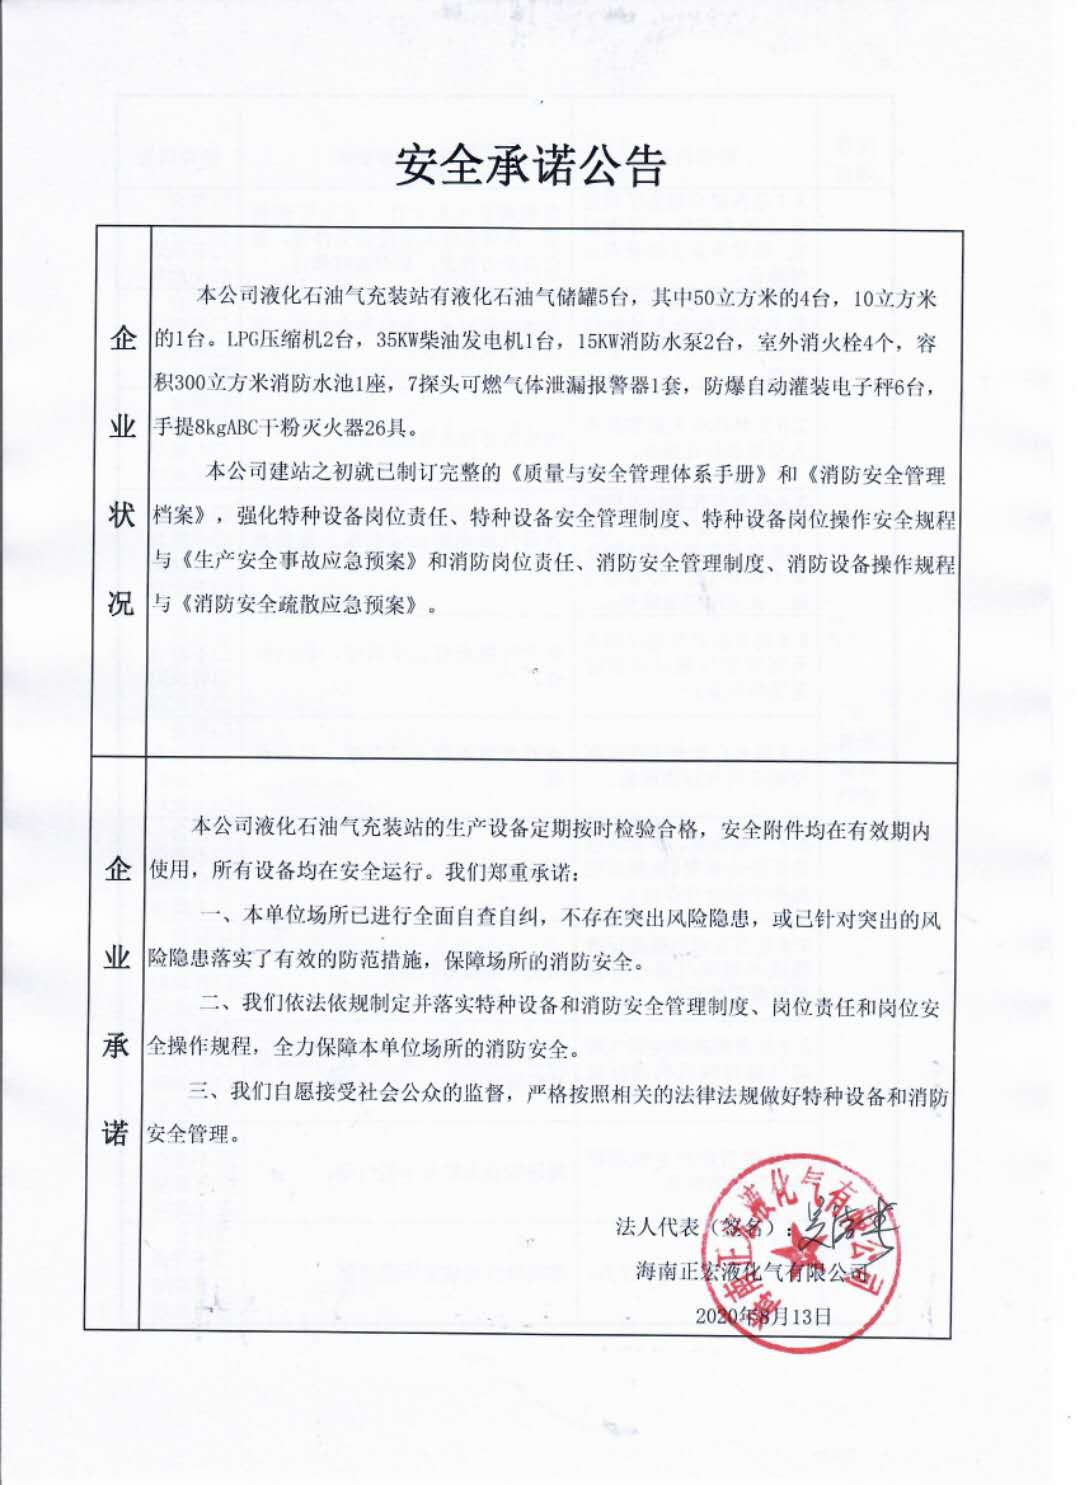 安全承诺公告
企业状况
本公司液化石油气充装站有液化石油气储罐5台，其中50立方米的4台，10立方米
的1台。LPG压缩机2台，35KW柴油发电机1台，15KW消防水泵2台，室外消火栓4个，容
积300立方米消防水池1座，7探头可燃气体泄漏报警器1套，防爆自动灌装电子秤6台，
手提8kgABC干粉灭火器26具。
本公司建站之初就已制订完整的《质量与安全管理体系手册》和《消防安全管理
档案》，强化特种设备岗位责任、特种设备安全管理制度、特种设备岗位操作安全规程
与《生产安全事故应急预案》和消防岗位责任、消防安全管理制度、消防设备操作规程
与《消防安全疏散应急预案》。
企业承诺
本公司液化石油气充装站的生产设备定期按时检验合格，安全附件均在有效期内
使用，所有设备均在安全运行。我们郑重承诺：
一、本单位场所已进行全面自查自纠，不存在突出风险隐患，或已针对突出的风
险隐患落实了有效的防范措施，保障场所的消防安全。
二、我们依法依规制定并落实特种设备和消防安全管理制度、岗位责任和岗位安
全操作规程，全力保障本单位场所的消防安全。
三、我们自愿接受社会公众的监督，严格按照相关的法律法规做好特种设备和消防
安全管理。
法人代表（签名）：
海南正宏液化气有限公司
2020年8月13日
海南正宏液化气有限公司